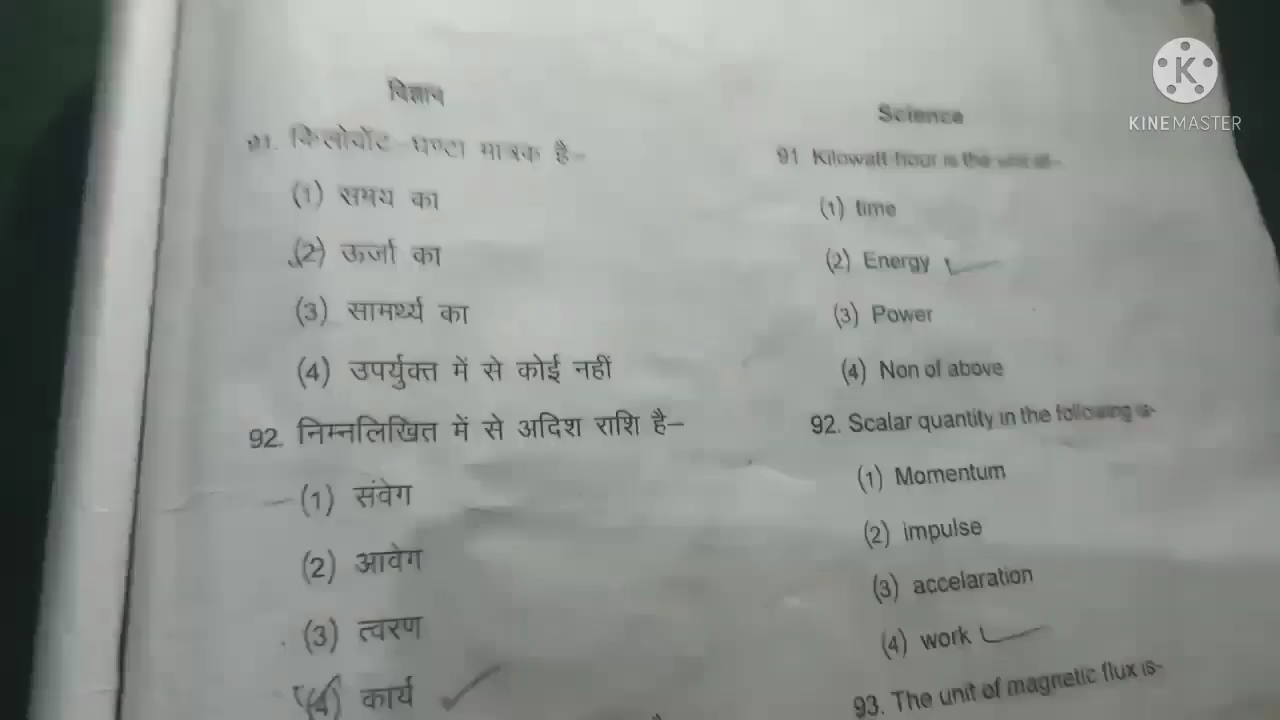 विज्ञान
91. किलोवॉट घण्टा मात्रक है-
(1) समय का
(2) ऊर्जा का
(3) सामर्थ्य का
(4) उपर्युक्त में से कोई नहीं
92. निम्नलिखित में से अदिश राशि है–
(1) संवेग
(2) आवेग
(3) त्वरण
(4) कार्य
Science
91 Kilowatt hour is the unit of-
(1) time
(2) Energy
(3) Power
(4) Non of above
92. Scalar quantity in the following is-
(1) Momentum
(2) impulse
(3) accelaration
(4) work
93. The unit of magnetic flux is-
K
KINEMASTER